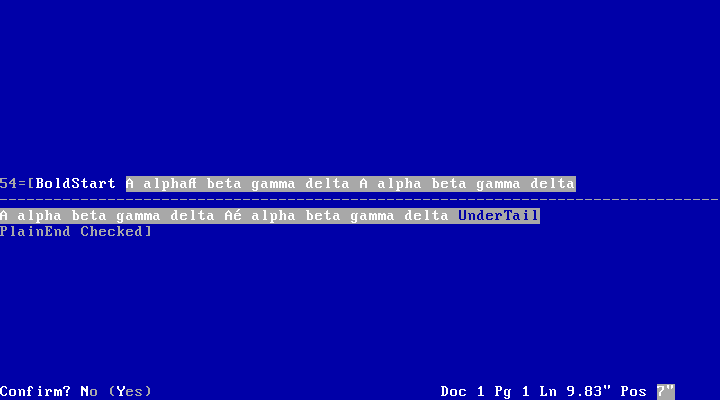 54=[BoldStart A alphaﬂ beta gamma delta A alpha beta gamma delta
A alpha beta gamma delta Aé alpha beta gamma delta UnderTail
PlainEnd Checked]
Confirm? No (Yes) Doc 1 Pg 1 Ln 9.83" Pos 7"